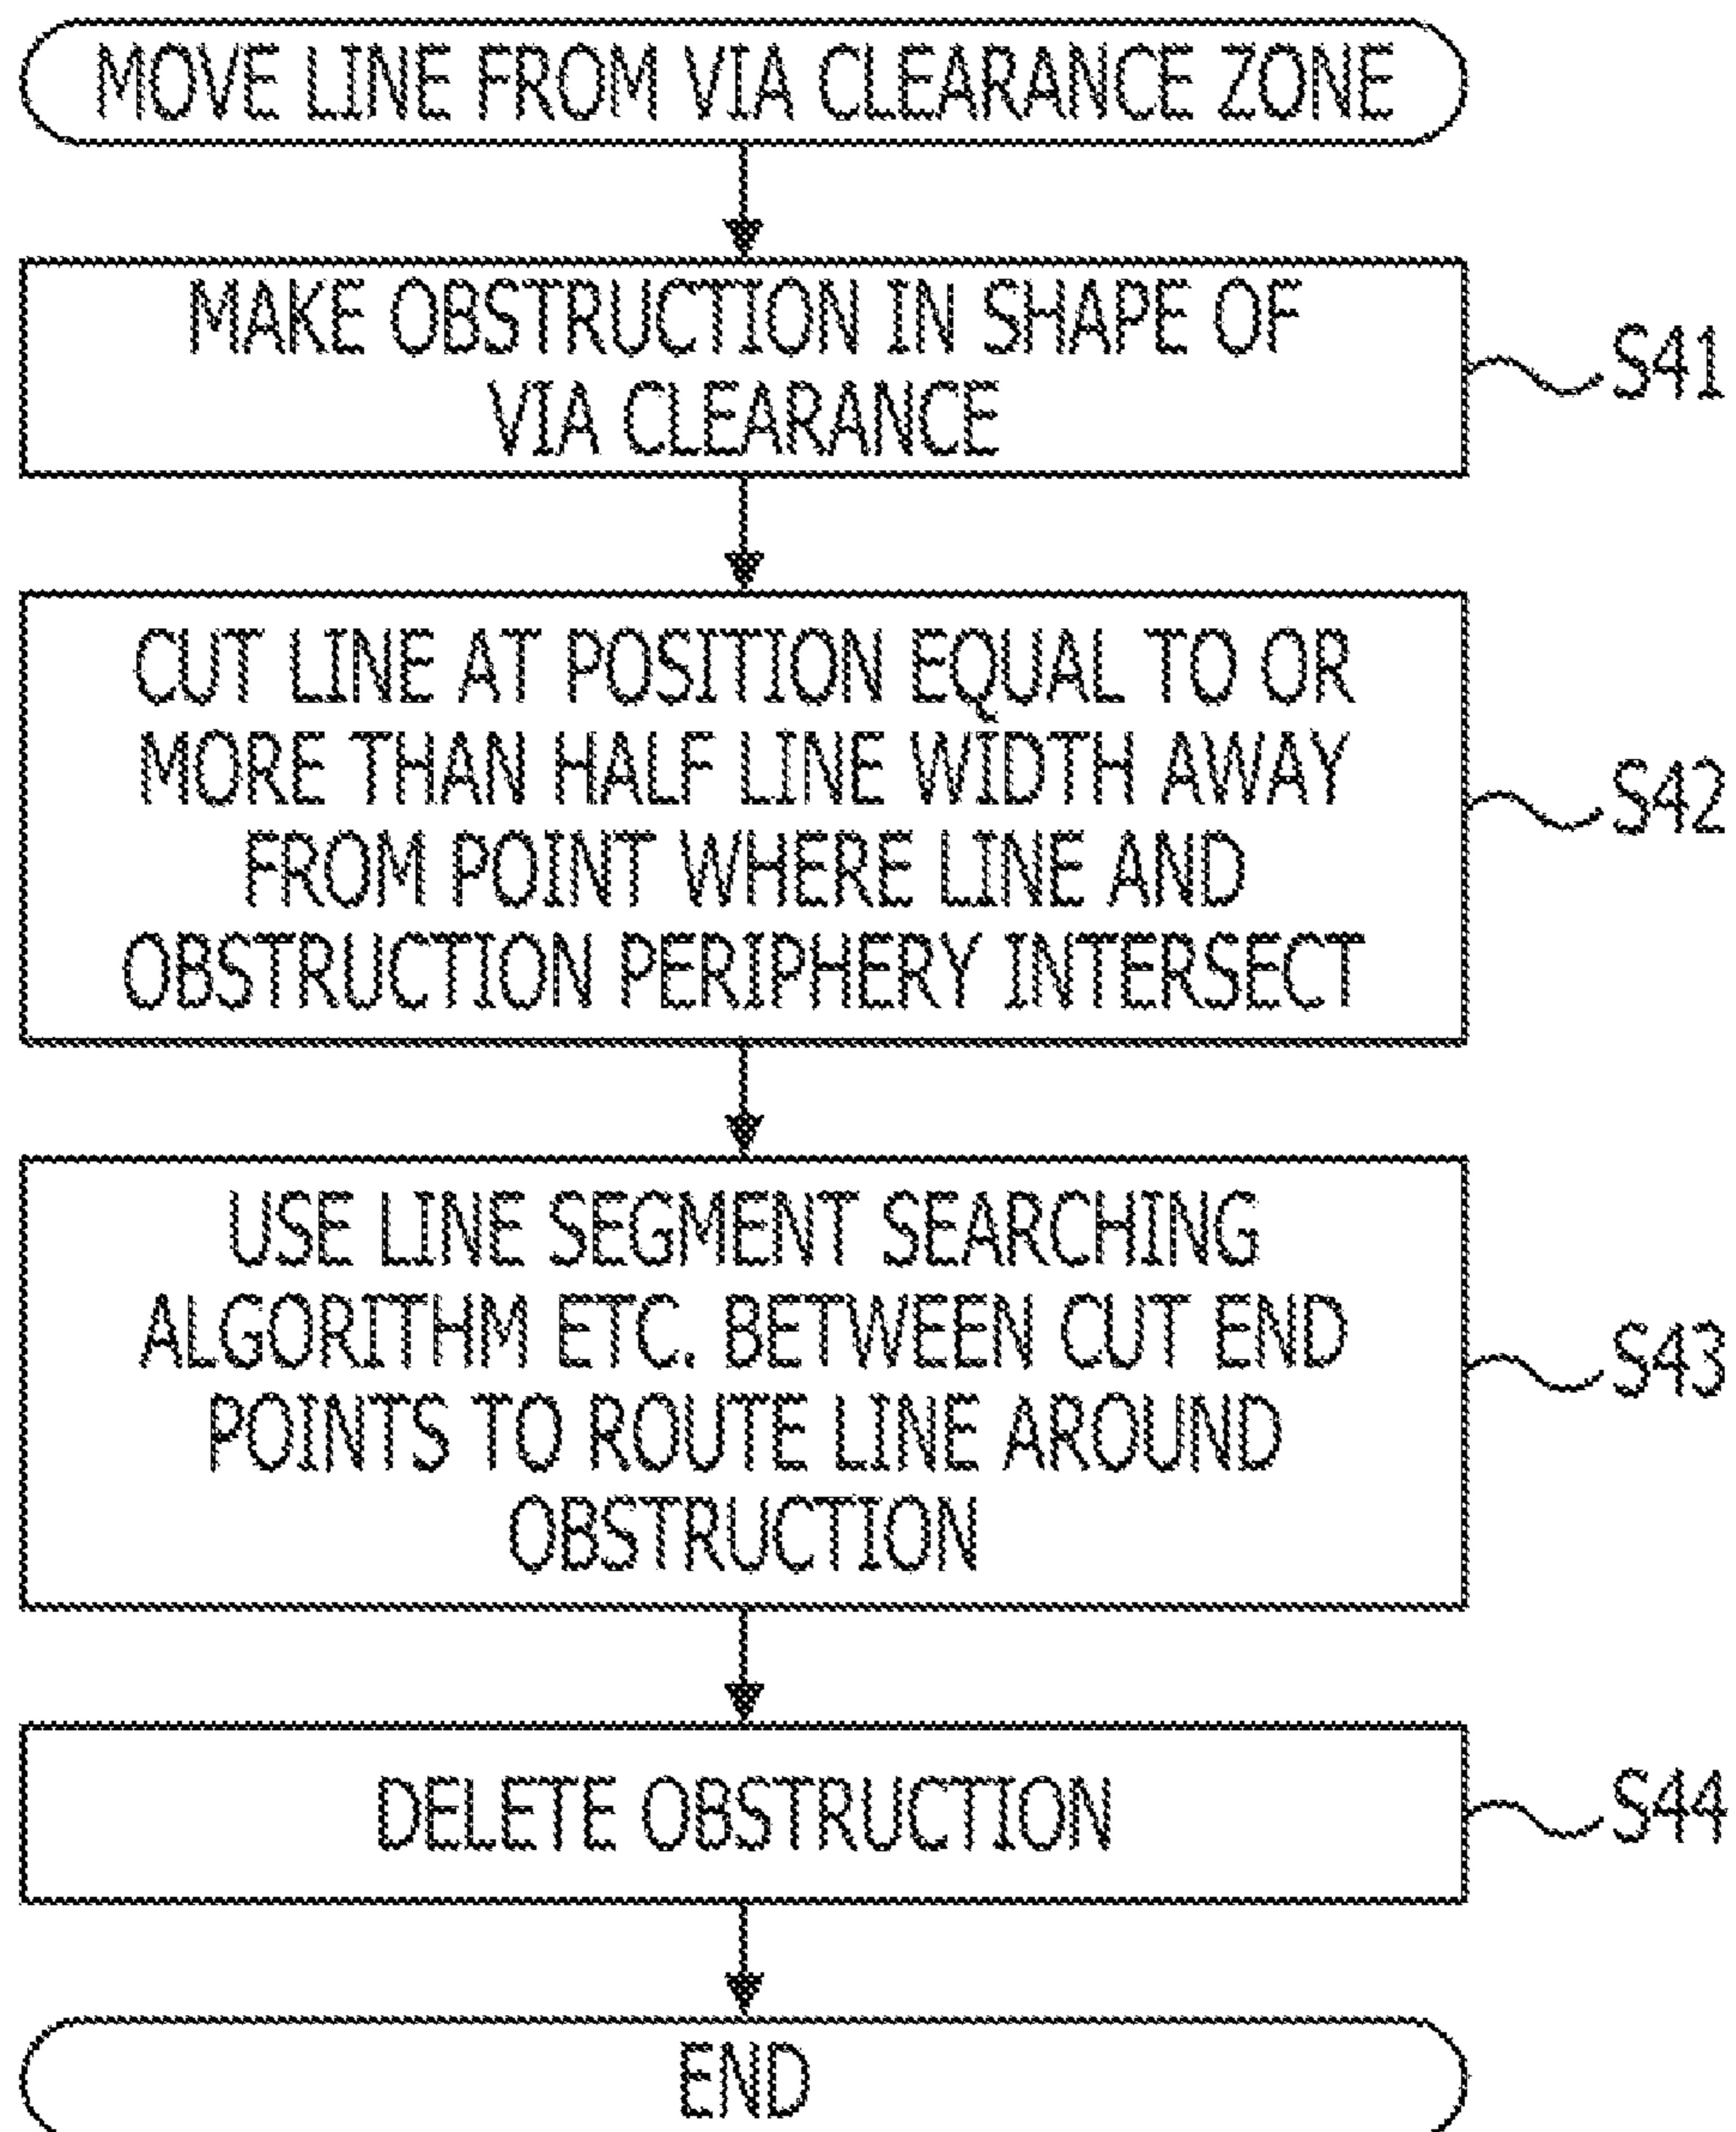 MOVE LINE FROM VIA CLEARANCE ZONE
MAKE OBSTRUCTION IN SHAPE OF
VIA CLEARANCE
S41
CUT LINE AT POSITION EQUAL TO OR
MORE THAN HALF LINE WIDTH AWAY
FROM POINT WHERE LINE AND
OBSTRUCTION PERIPHERY INTERSECT
S42
USE LINE SEGMENT SEARCHING
ALGORITHM ETC. BETWEEN CUT END
POINTS TO ROUTE LINE AROUND
OBSTRUCTION
S43
DELETE OBSTRUCTION
S44
END